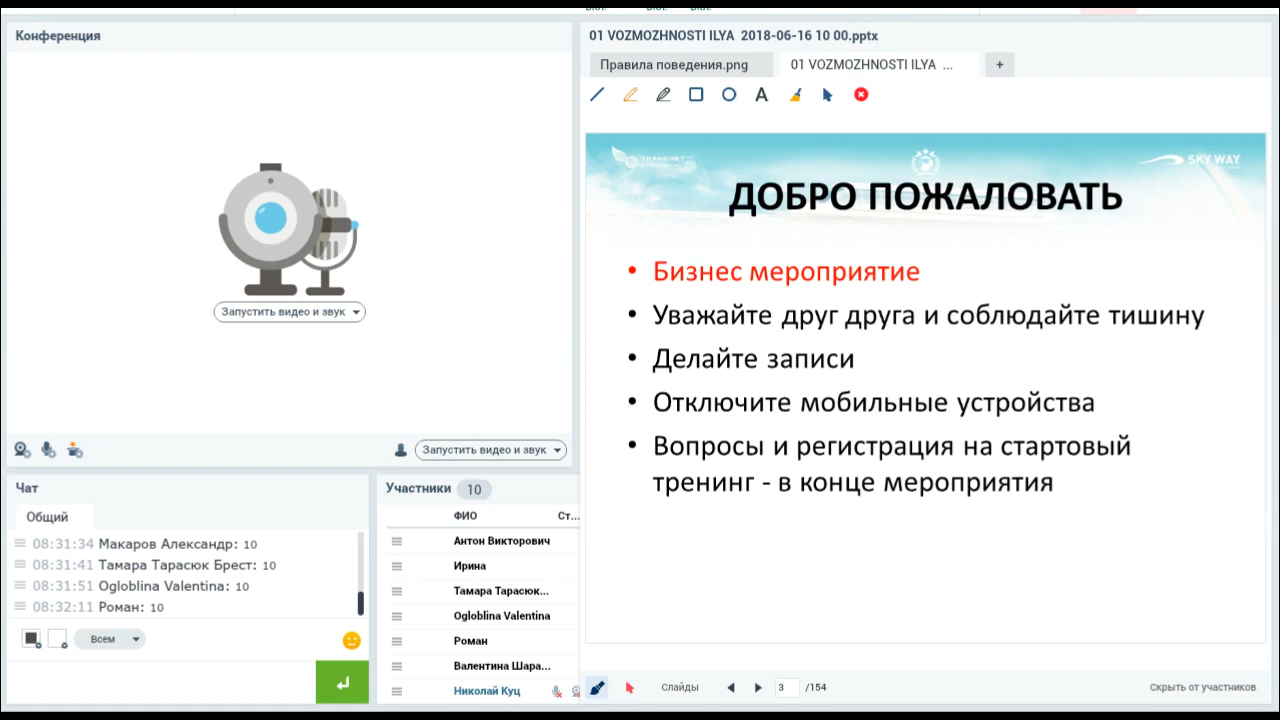 Конференция
Запустить видео и звук
Запустить видео и звук
Чат
Общий
08:31:34 Макаров Александр: 10
08:31:41 Тамара Тарасюк Брест: 10
08:31:51 Ogloblina Valentina: 10
08:32:11 Роман: 10
Всем
Участники 10
ФИО Ст...
Антон Викторович
Ирина
Тамара Тарасюк...
Ogloblina Valentina
Роман
Валентина Шара...
Николай Куц
01 VOZMOZHNOSTI ILYA 2018-06-16 10 00.pptx
Правила поведения.png 01 VOZMOZHNOSTI ILYA ... +
A
ТРАНСНЕТ
SKY WAY
ДОБРО ПОЖАЛОВАТЬ
• Бизнес мероприятие
• Уважайте друг друга и соблюдайте тишину
• Делайте записи
• Отключите мобильные устройства
• Вопросы и регистрация на стартовый
тренинг - в конце мероприятия
Слайды 3 /154 Скрыть от участников